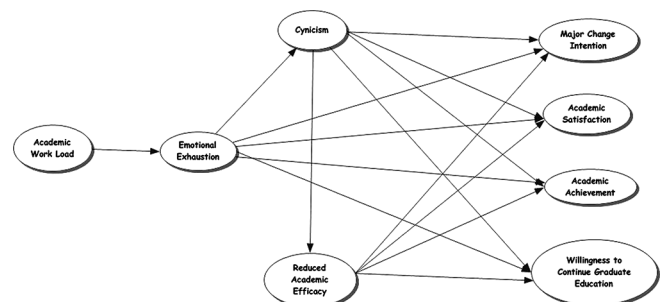 Cynicism
Major Change
Intention
Academic
Satisfaction
Academic
Work Load
Emotional
Exhaustion
Academic
Achievement
Reduced
Academic
Efficacy
Willingness to
Continue Graduate
Education